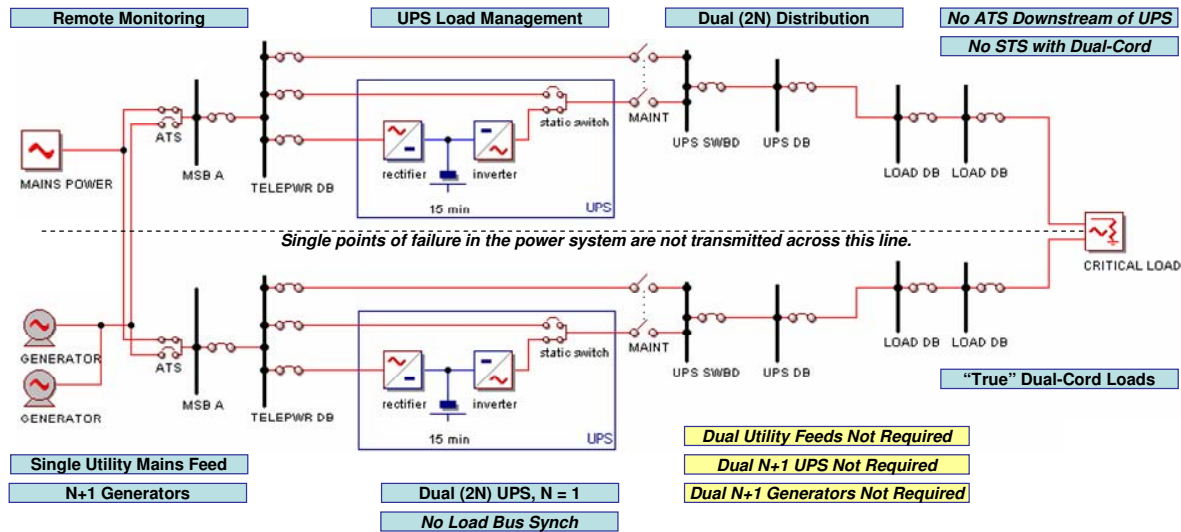 Remote Monitoring
UPS Load Management
Dual (2N) Distribution
No ATS Downstream of UPS
No STS with Dual-Cord
MAINS POWER
ATS
MSB A
TELEPWR DB
rectifier
inverter
static switch
15 min
UPS
MAINT
UPS SWBD
UPS DB
LOAD DB
LOAD DB
Single points of failure in the power system are not transmitted across this line.
CRITICAL LOAD
GENERATOR
GENERATOR
ATS
MSB A
TELEPWR DB
rectifier
inverter
static switch
15 min
UPS
MAINT
UPS SWBD
UPS DB
LOAD DB
LOAD DB
“True” Dual-Cord Loads
Single Utility Mains Feed
N+1 Generators
Dual (2N) UPS, N = 1
No Load Bus Synch
Dual Utility Feeds Not Required
Dual N+1 UPS Not Required
Dual N+1 Generators Not Required